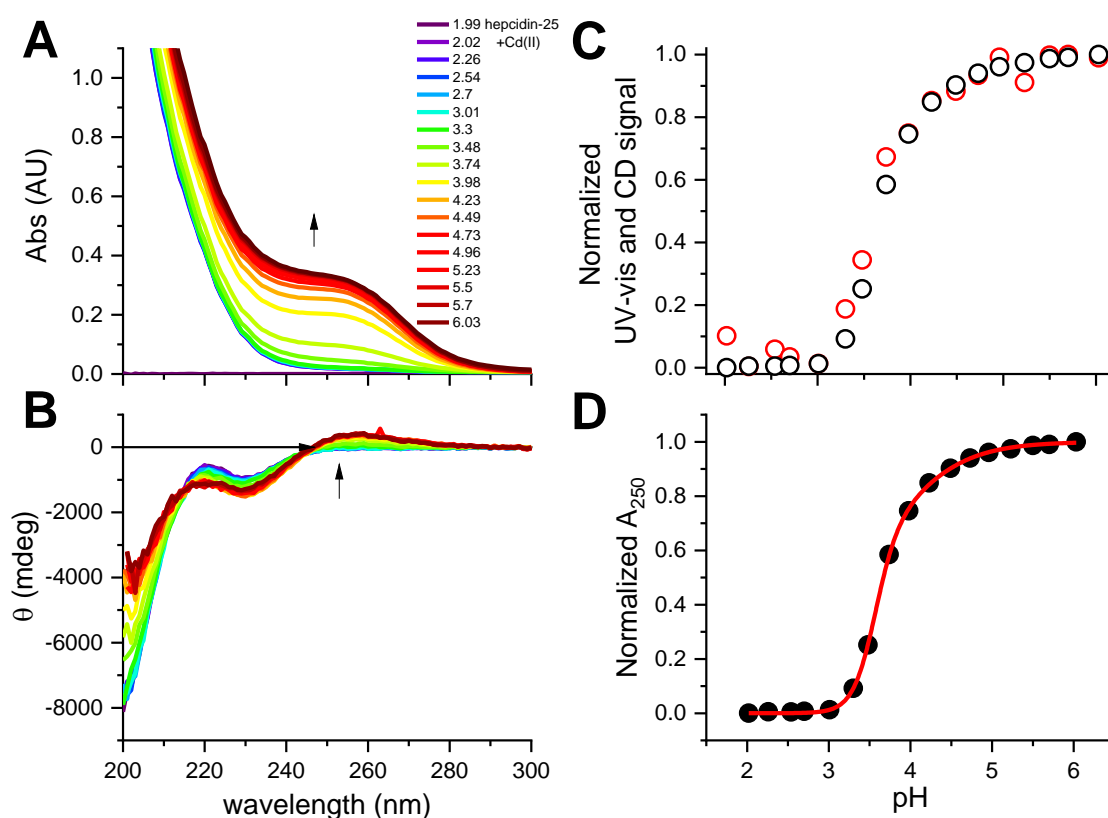 A
1.0
0.8
0.6
0.4
0.2
0.0
Abs (AU)
1.99 hepcidin-25
2.02 +Cd(II)
2.26
2.54
2.7
3.01
3.3
3.48
3.74
3.98
4.23
4.49
4.73
4.96
5.23
5.5
5.7
6.03
B
0
-2000
-4000
-6000
-8000
θ (mdeg)
200 220 240 260 280 300
wavelength (nm)
C
1.0
0.8
0.6
0.4
0.2
0.0
Normalized
UV-vis and CD signal
D
1.0
0.8
0.6
0.4
0.2
0.0
Normalized A250
2 3 4 5 6
pH